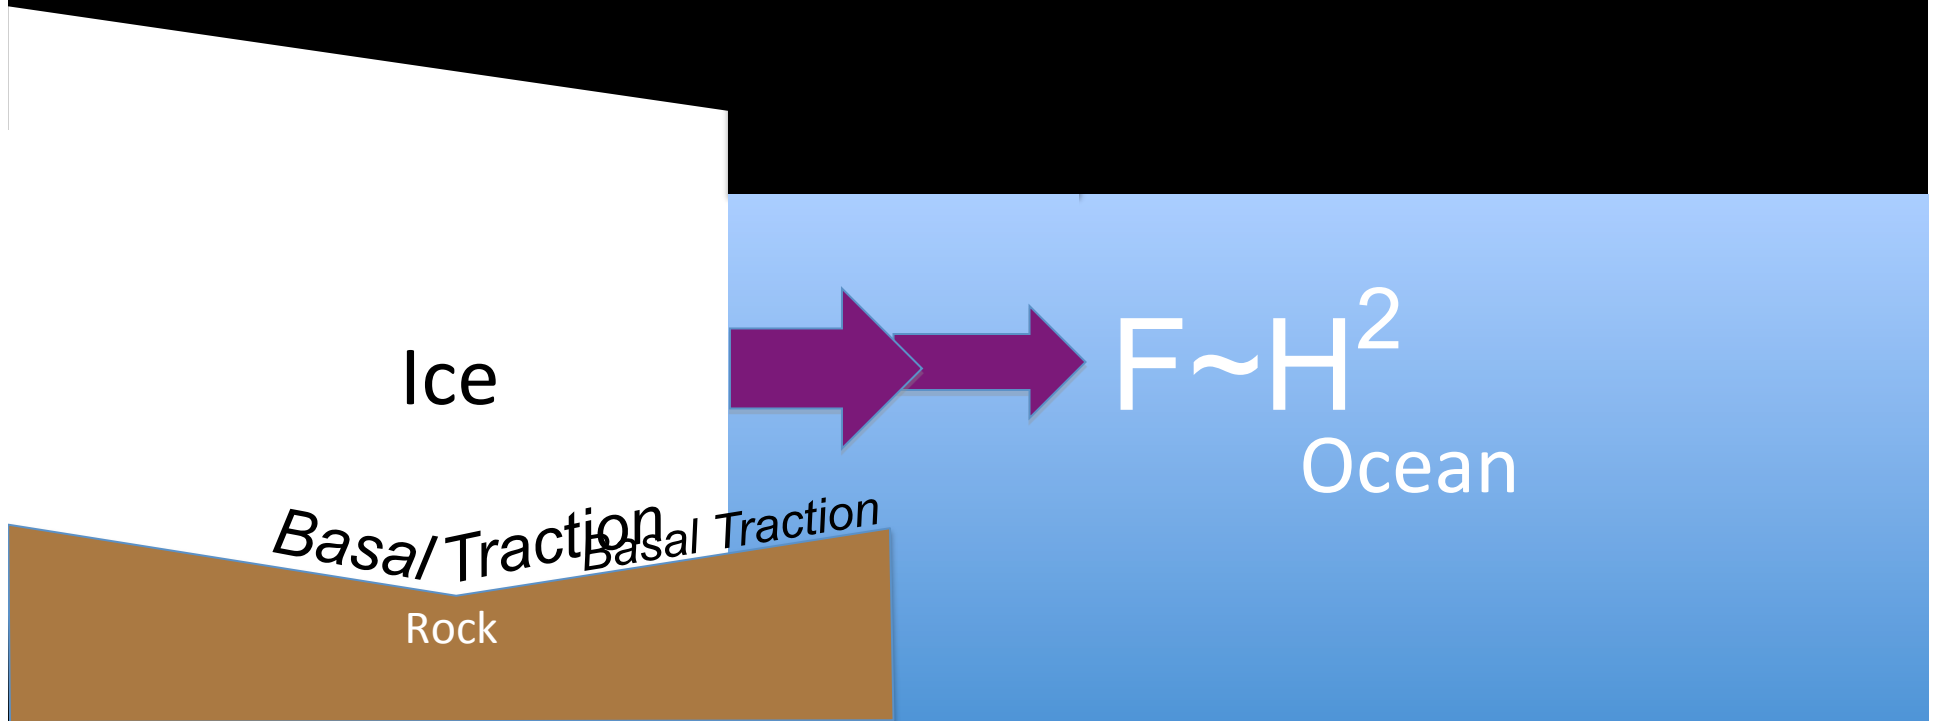 F~H²
Ice
Ocean
Basal Traction
Basal Traction
Rock